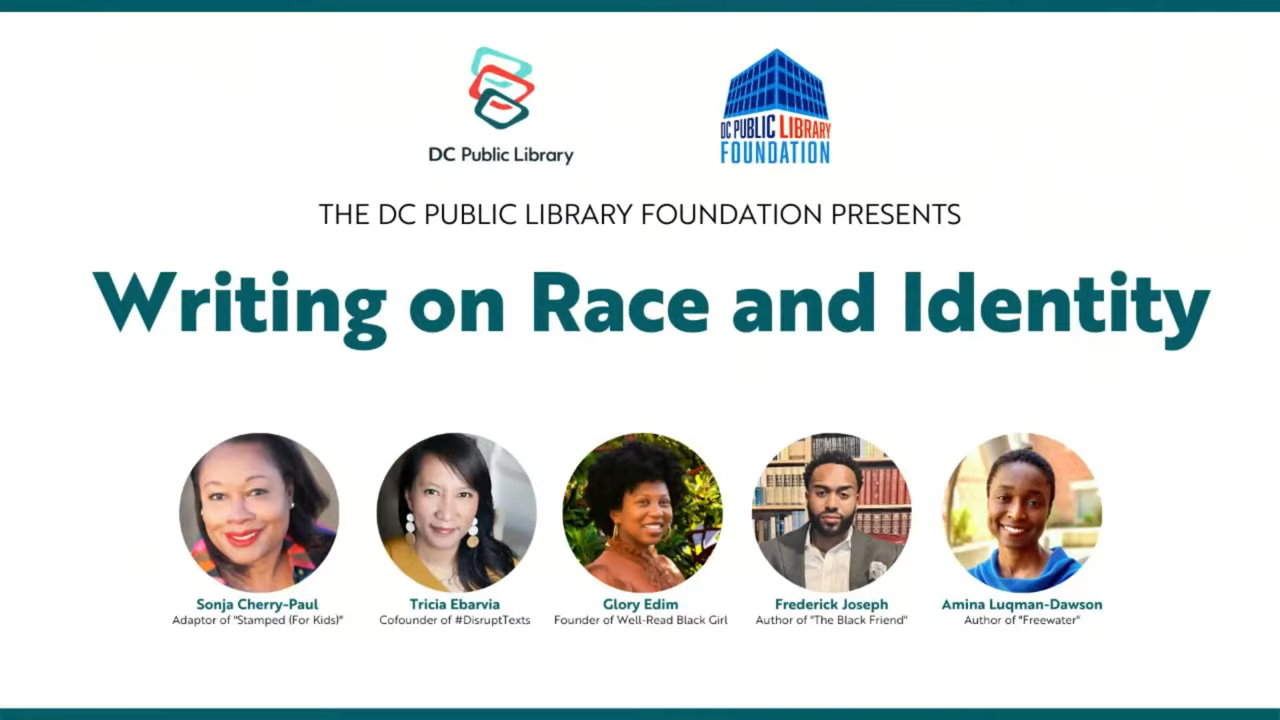 DC Public Library
DC PUBLIC LIBRARY
FOUNDATION
THE DC PUBLIC LIBRARY FOUNDATION PRESENTS
Writing on Race and Identity
Sonja Cherry-Paul
Adaptor of "Stamped (For Kids)"
Tricia Ebarvia
Cofounder of #DisruptTexts
Glory Edim
Founder of Well-Read Black Girl
Frederick Joseph
Author of "The Black Friend"
Amina Luqman-Dawson
Author of "Freewater"